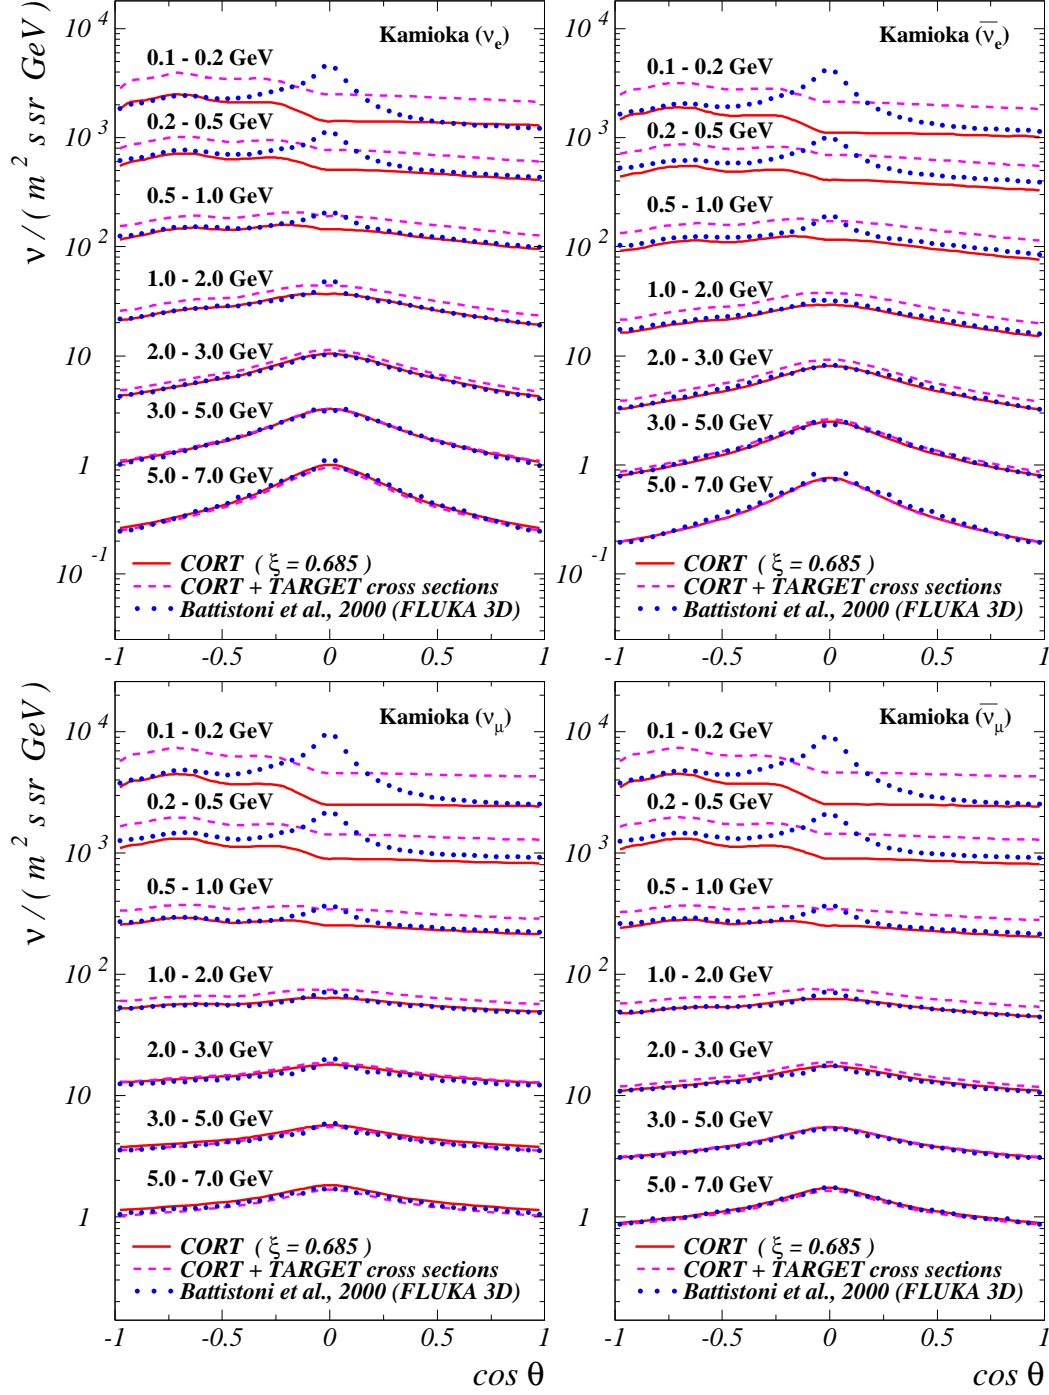 ν / ( m² s sr GeV )
10⁴
10³
10²
10
1
10⁻¹
Kamioka (νₑ)
0.1 - 0.2 GeV
0.2 - 0.5 GeV
0.5 - 1.0 GeV
1.0 - 2.0 GeV
2.0 - 3.0 GeV
3.0 - 5.0 GeV
5.0 - 7.0 GeV
CORT ( ξ = 0.685 )
CORT + TARGET cross sections
Battistoni et al., 2000 (FLUKA 3D)
-1 -0.5 0 0.5 1
10⁴
10³
10²
10
1
10⁻¹
Kamioka (ν̅ₑ)
0.1 - 0.2 GeV
0.2 - 0.5 GeV
0.5 - 1.0 GeV
1.0 - 2.0 GeV
2.0 - 3.0 GeV
3.0 - 5.0 GeV
5.0 - 7.0 GeV
CORT ( ξ = 0.685 )
CORT + TARGET cross sections
Battistoni et al., 2000 (FLUKA 3D)
-1 -0.5 0 0.5 1
ν / ( m² s sr GeV )
10⁴
10³
10²
10
1
Kamioka (ν_μ)
0.1 - 0.2 GeV
0.2 - 0.5 GeV
0.5 - 1.0 GeV
1.0 - 2.0 GeV
2.0 - 3.0 GeV
3.0 - 5.0 GeV
5.0 - 7.0 GeV
CORT ( ξ = 0.685 )
CORT + TARGET cross sections
Battistoni et al., 2000 (FLUKA 3D)
-1 -0.5 0 0.5 1
cos θ
10⁴
10³
10²
10
1
Kamioka (ν̅_μ)
0.1 - 0.2 GeV
0.2 - 0.5 GeV
0.5 - 1.0 GeV
1.0 - 2.0 GeV
2.0 - 3.0 GeV
3.0 - 5.0 GeV
5.0 - 7.0 GeV
CORT ( ξ = 0.685 )
CORT + TARGET cross sections
Battistoni et al., 2000 (FLUKA 3D)
-1 -0.5 0 0.5 1
cos θ